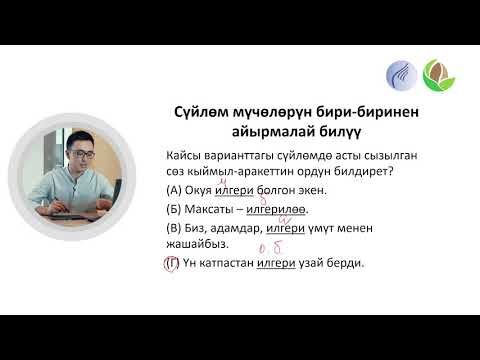 Сүйлөм мүчөлөрүн бири-биринен
айырмалай билүү
Кайсы варианттагы сүйлөмдө асты сызылган
сөз кыймыл-аракеттин ордун билдирет?
(А) Окуя илгери болгон экен.
(Б) Максаты – илгерилөө.
(В) Биз, адамдар, илгери үмүт менен
жашайбыз.
о.б.
(Г) Үн катпастан илгери узай берди.